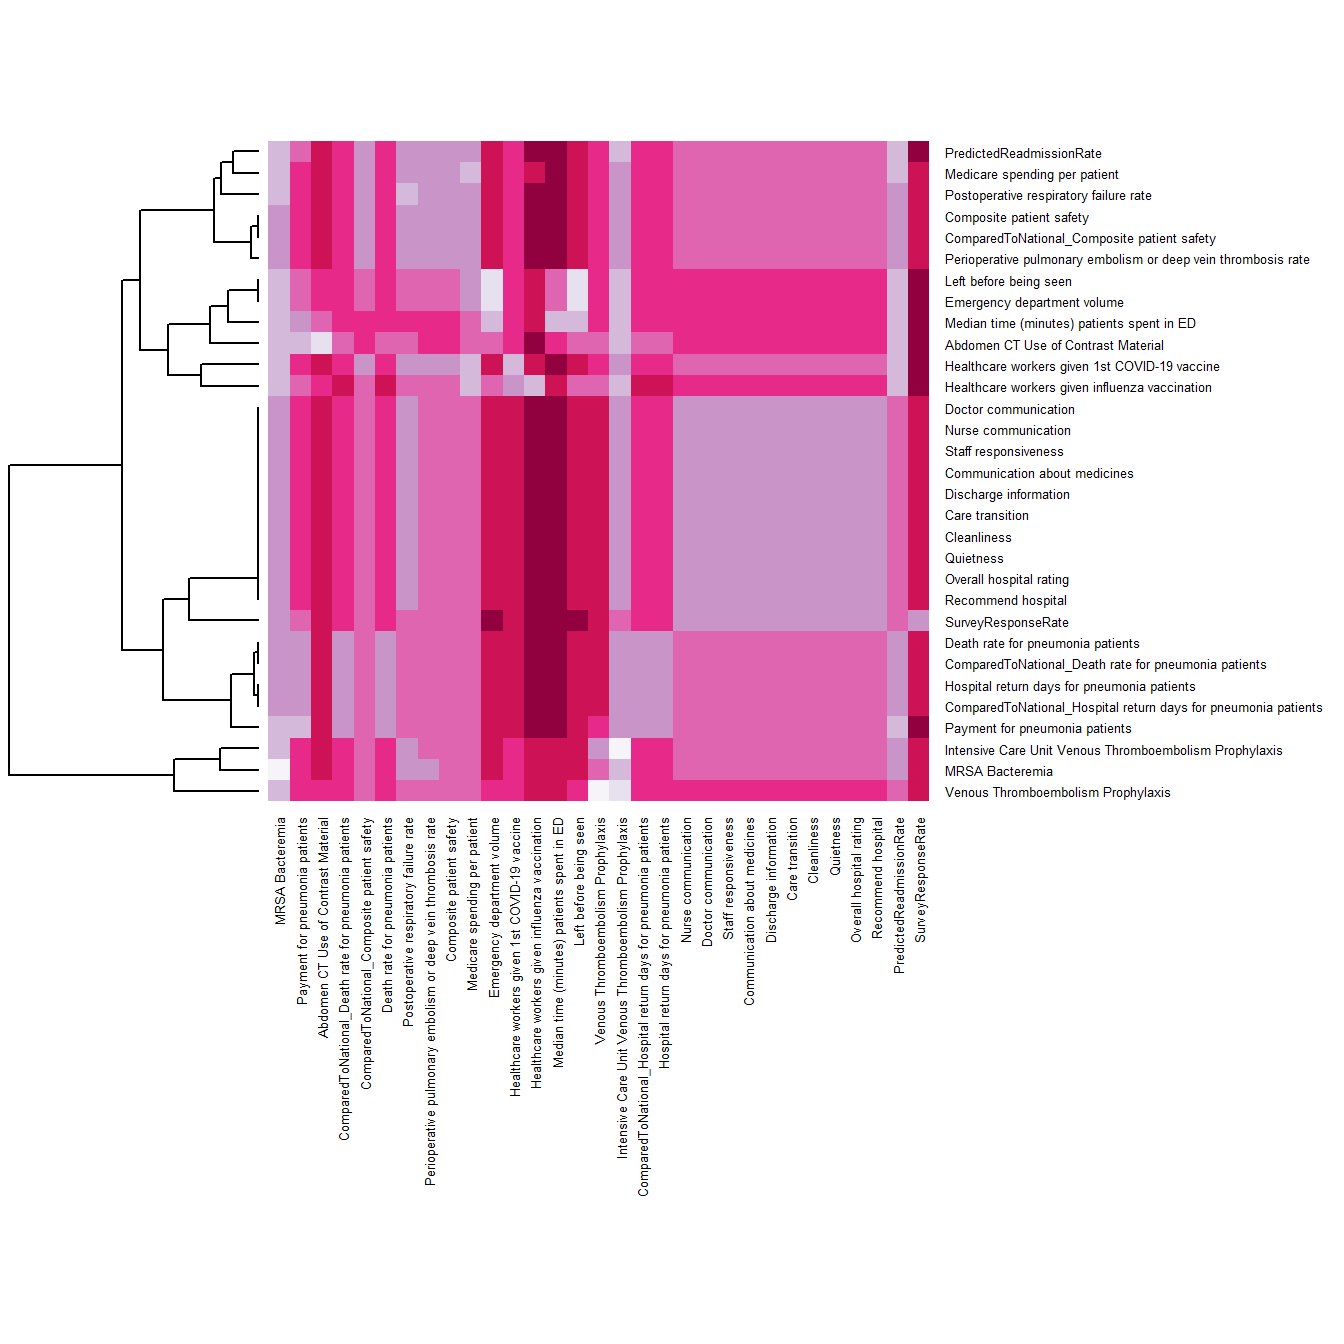 PredictedReadmissionRate
Medicare spending per patient
Postoperative respiratory failure rate
Composite patient safety
ComparedToNational_Composite patient safety
Perioperative pulmonary embolism or deep vein thrombosis rate
Left before being seen
Emergency department volume
Median time (minutes) patients spent in ED
Abdomen CT Use of Contrast Material
Healthcare workers given 1st COVID-19 vaccine
Healthcare workers given influenza vaccination
Doctor communication
Nurse communication
Staff responsiveness
Communication about medicines
Discharge information
Care transition
Cleanliness
Quietness
Overall hospital rating
Recommend hospital
SurveyResponseRate
Death rate for pneumonia patients
ComparedToNational_Death rate for pneumonia patients
Hospital return days for pneumonia patients
ComparedToNational_Hospital return days for pneumonia patients
Payment for pneumonia patients
Intensive Care Unit Venous Thromboembolism Prophylaxis
MRSA Bacteremia
Venous Thromboembolism Prophylaxis
MRSA Bacteremia
Payment for pneumonia patients
Abdomen CT Use of Contrast Material
ComparedToNational_Death rate for pneumonia patients
ComparedToNational_Composite patient safety
Death rate for pneumonia patients
Postoperative respiratory failure rate
Perioperative pulmonary embolism or deep vein thrombosis rate
Composite patient safety
Medicare spending per patient
Emergency department volume
Healthcare workers given 1st COVID-19 vaccine
Healthcare workers given influenza vaccination
Median time (minutes) patients spent in ED
Left before being seen
Venous Thromboembolism Prophylaxis
Intensive Care Unit Venous Thromboembolism Prophylaxis
ComparedToNational_Hospital return days for pneumonia patients
Hospital return days for pneumonia patients
Nurse communication
Doctor communication
Staff responsiveness
Communication about medicines
Discharge information
Care transition
Cleanliness
Quietness
Overall hospital rating
Recommend hospital
PredictedReadmissionRate
SurveyResponseRate